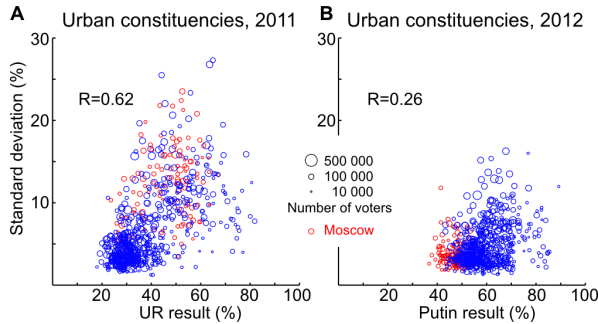 A Urban constituencies, 2011
B Urban constituencies, 2012
Standard deviation (%)
30
20
10
R=0.62
20 40 60 80 100
UR result (%)
30
20
R=0.26
500 000
100 000
10 000
Number of voters
Moscow
20 40 60 80 100
Putin result (%)